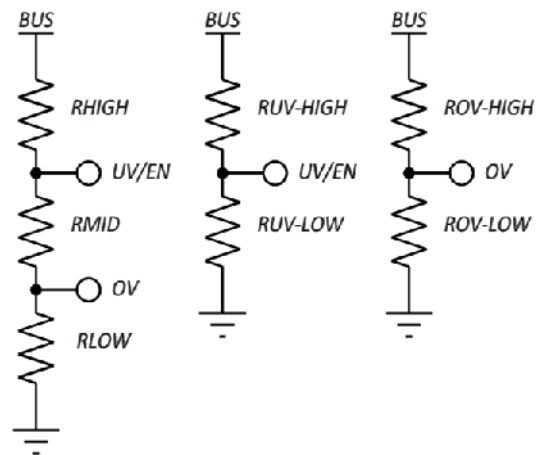 BUS
BUS
BUS
RHIGH
RUV-HIGH
ROV-HIGH
UV/EN
UV/EN
OV
RMID
RUV-LOW
ROV-LOW
OV
RLOW